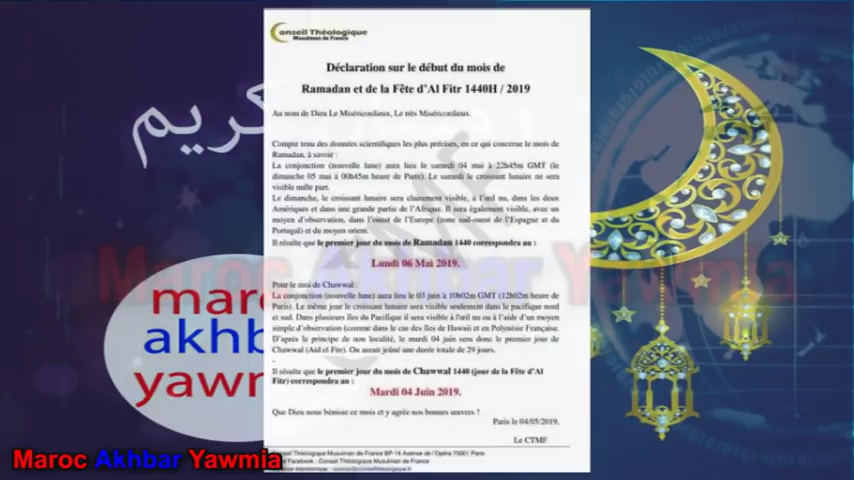 Conseil Théologique
Musulman de France
Déclaration sur le début du mois de
Ramadan et de la Fête d'Al Fitr 1440H / 2019
Au nom de Dieu Le Miséricordieux, Le très Miséricordieux.
Compte tenu des données scientifiques les plus précises, en ce qui concerne le mois de
Ramadan, à savoir :
La conjonction (nouvelle lune) aura lieu le samedi 04 mai à 22h45m GMT (le
dimanche 05 mai à 00h45m heure de Paris). Le samedi le croissant lunaire ne sera
visible nulle part.
Le dimanche, le croissant lunaire sera clairement visible, à l'œil nu, dans les deux
Amériques et dans une grande partie de l'Afrique. Il sera également visible, avec un
moyen d'observation, dans l'ouest de l'Europe (zone sud-ouest de l'Espagne et du
Portugal) et du moyen orient.
Il résulte que le premier jour du mois de Ramadan 1440 correspondra au :
Lundi 06 Mai 2019.
Pour le moi de Chawwal :
La conjonction (nouvelle lune) aura lieu le 03 juin à 10h02m GMT (12h02m heure de
Paris). Le même jour le croissant lunaire sera visible seulement dans le pacifique nord
et sud. Dans plusieurs îles du Pacifique il sera visible à l'œil nu ou à l'aide d'un moyen
simple d'observation (comme dans le cas des îles de Hawaii et en Polynésie Française.
D'après le principe de non localité, le mardi 04 juin sera donc le premier jour de
Chawwal (Aid el Fitr). On aurait jeûné une durée totale de 29 jours.
Il résulte que le premier jour du mois de Chawwal 1440 (jour de la Fête d'Al
Fitr) correspondra au :
Mardi 04 Juin 2019.
Que Dieu nous bénisse ce mois et y agrée nos bonnes œuvres !
Paris le 04/05/2019,
Le CTMF
Conseil Théologique Musulman de France BP-14 Avenue de l'Opéra 75001 Paris
Facebook : Conseil Théologique Musulman de France
كريم
CTMF
Maroc Akhbar Yawmia
maro
akhb
yawm
Maroc Akhbar Yawmia